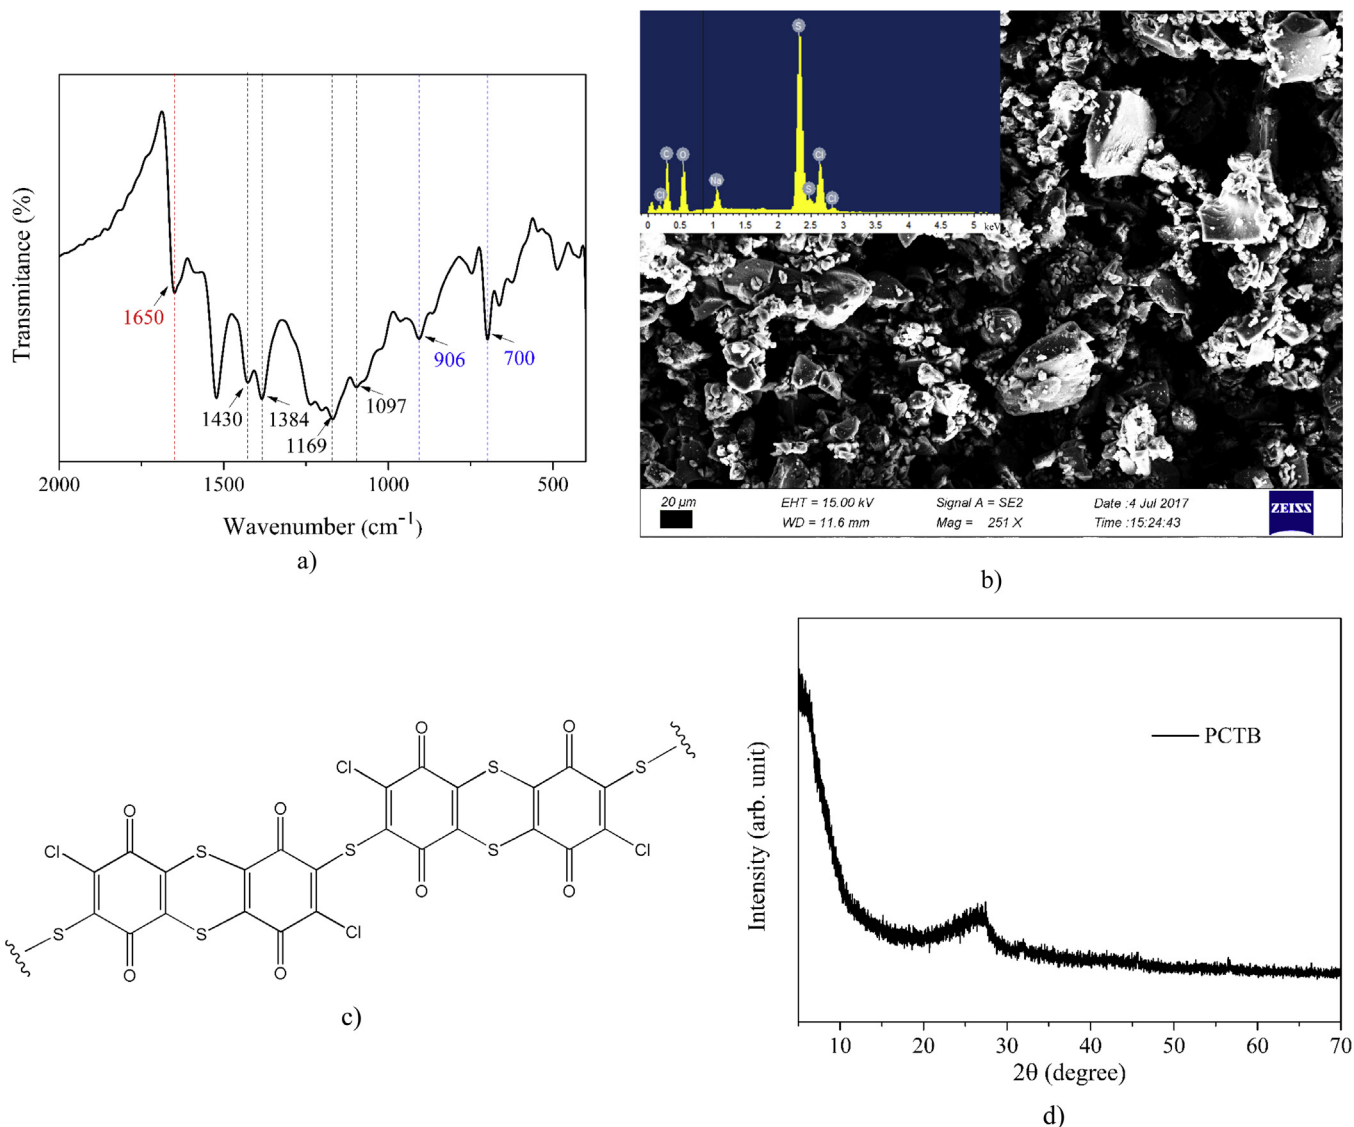 Transmitance (%)
1650
1430
1384
1169
1097
906
700
2000
1500
1000
500
Wavenumber (cm-1)
a)
S
C
O
Cl
Na
Cl
S
Cl
0
0.5
1
1.5
2
2.5
3
3.5
4
4.5
5
keV
20 µm
EHT = 15.00 kV
Signal A = SE2
Date :4 Jul 2017
WD = 11.6 mm
Mag = 251 X
Time :15:24:43
ZEISS
b)
O O
Cl S S
O O
Cl S S Cl
O O
S S
O O
Cl
c)
Intensity (arb. unit)
PCTB
10 20 30 40 50 60 70
2θ (degree)
d)